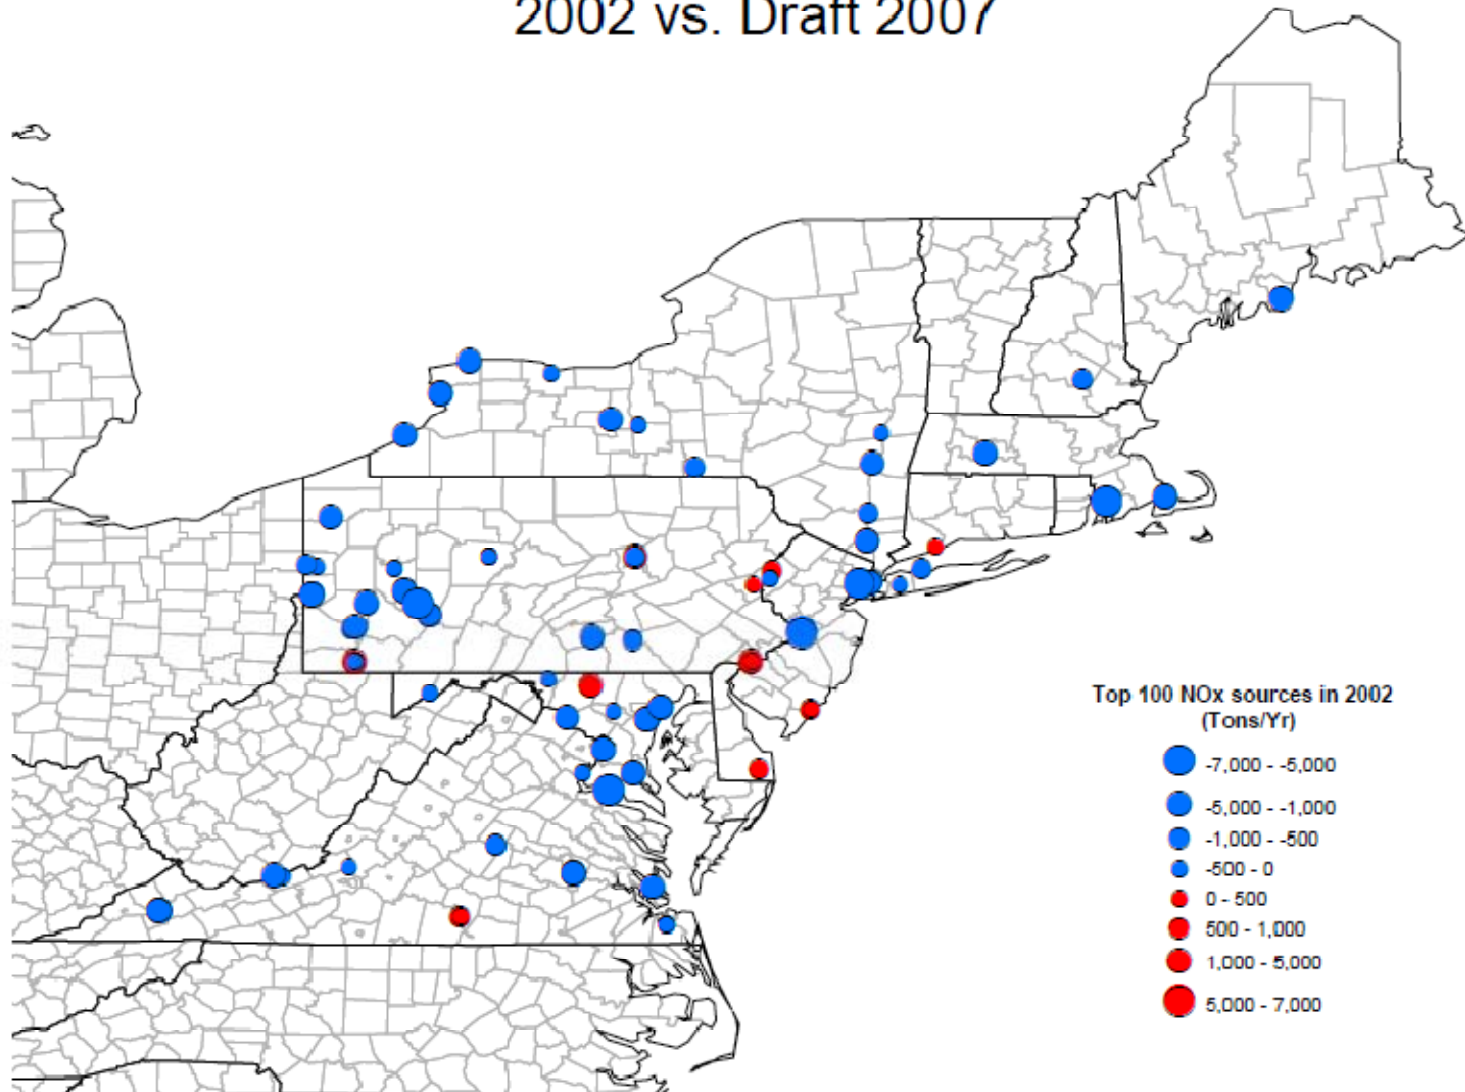 2002 vs. Draft 2007
Top 100 NOx sources in 2002
(Tons/Yr)
-7,000 - -5,000
-5,000 - -1,000
-1,000 - -500
-500 - 0
0 - 500
500 - 1,000
1,000 - 5,000
5,000 - 7,000